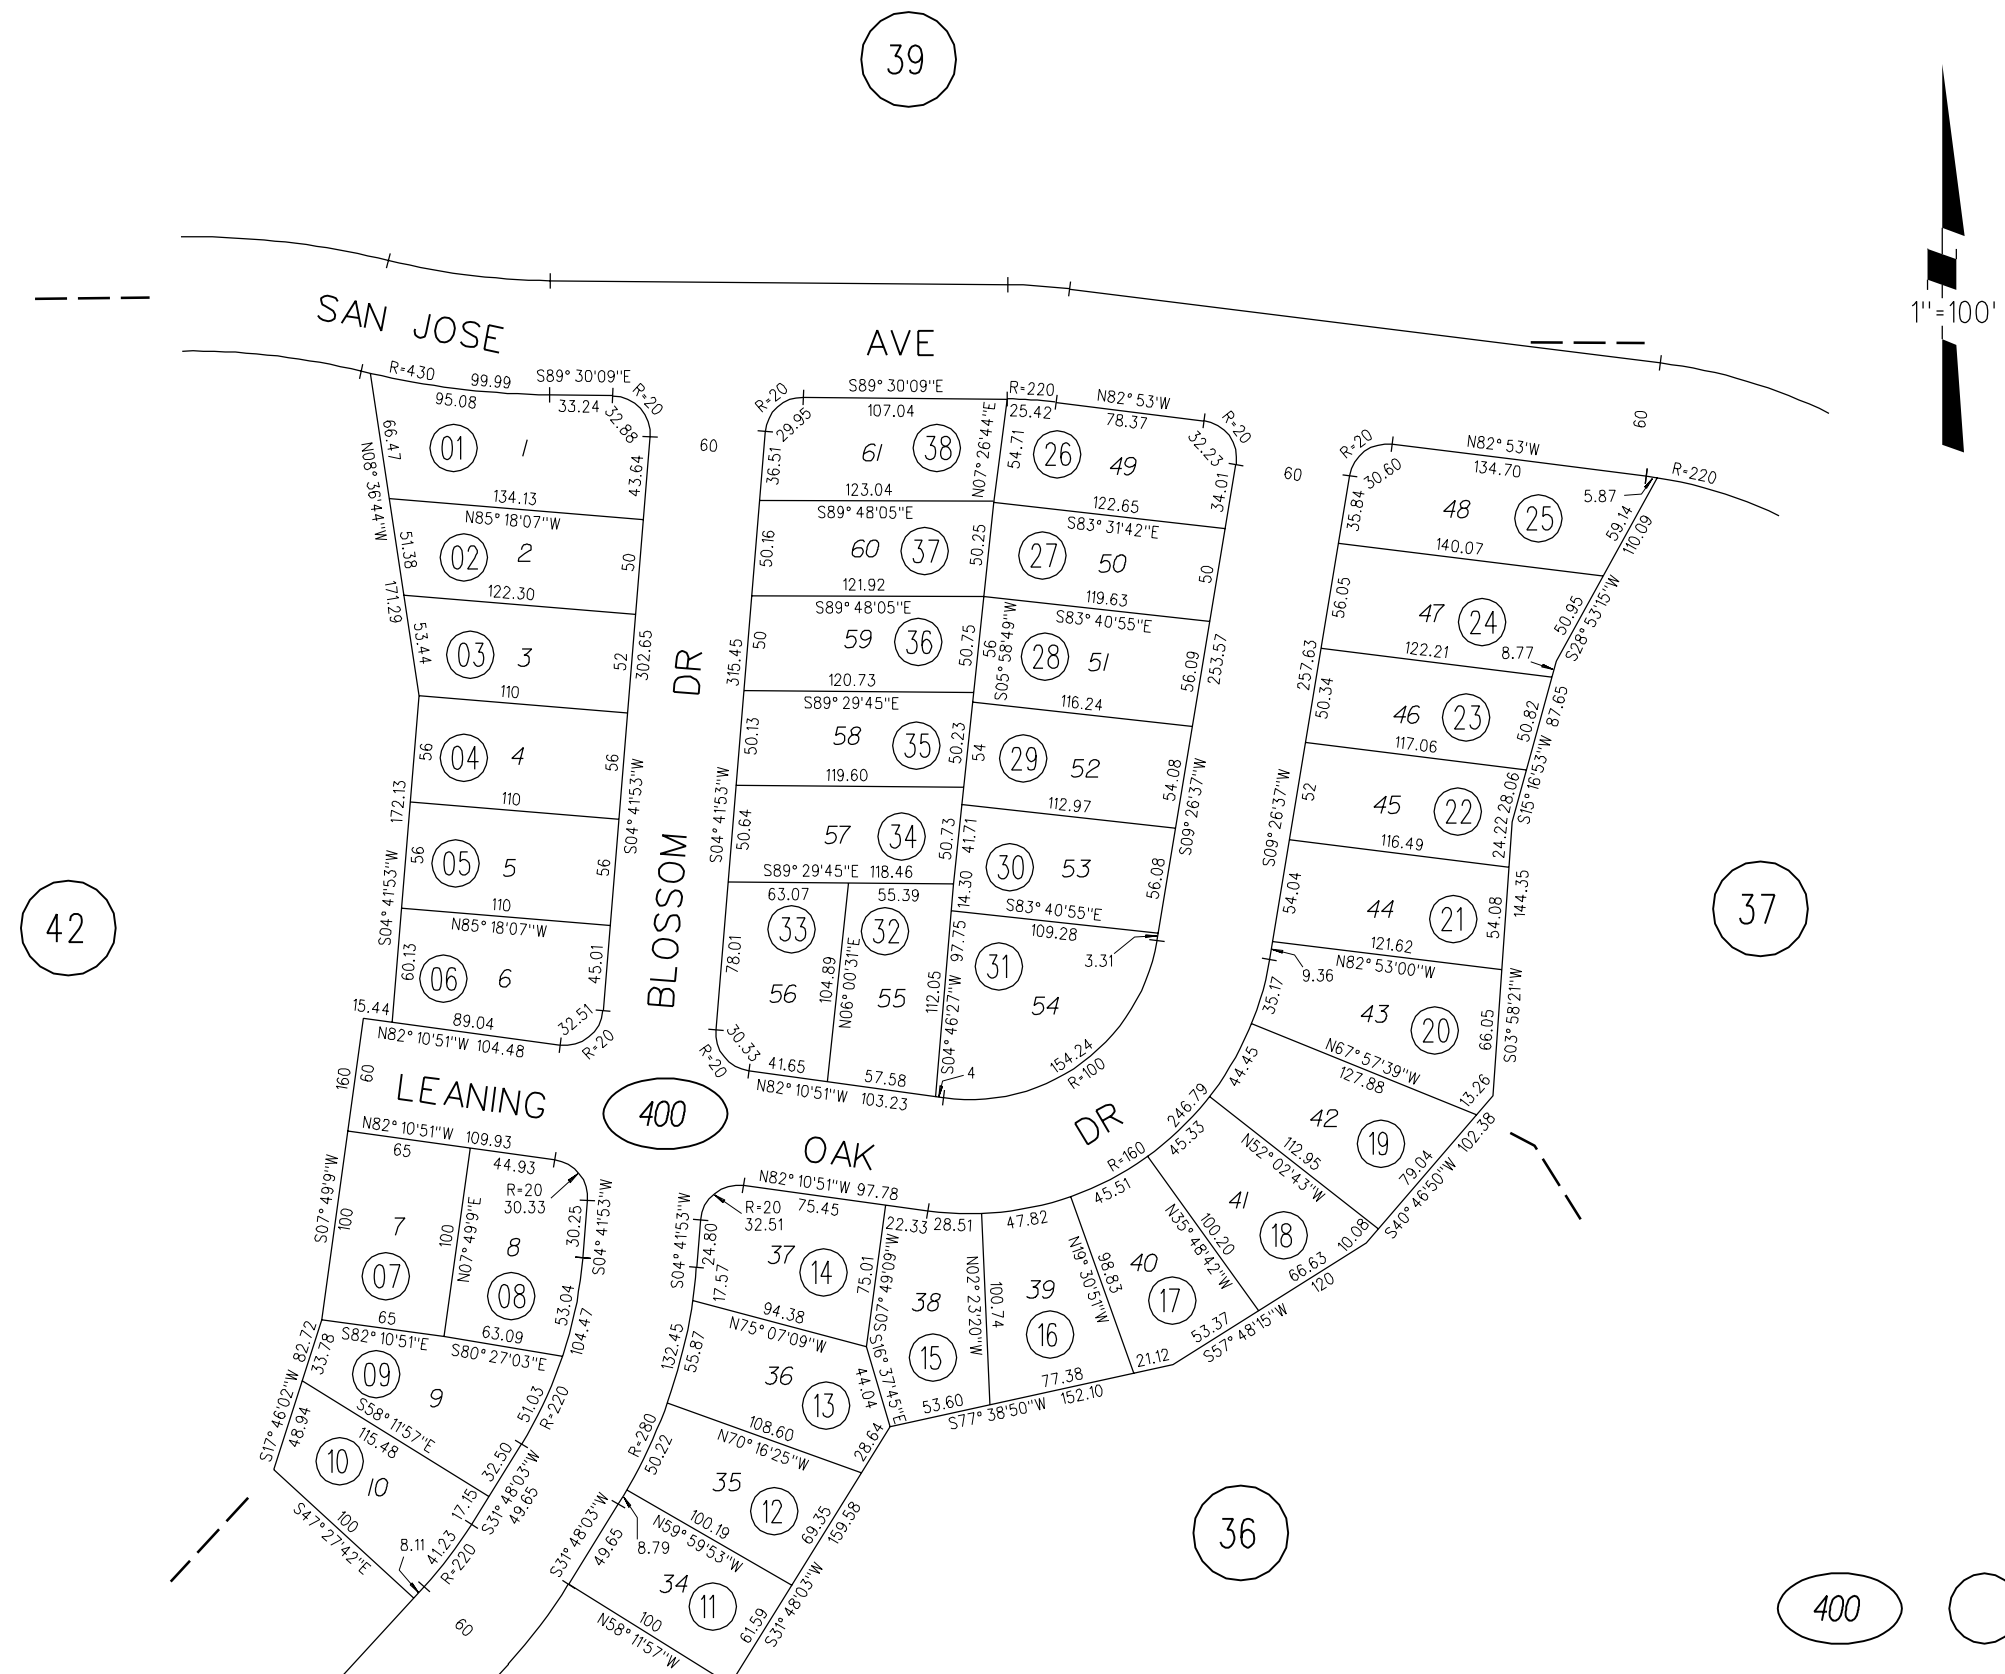 39
1"=100'
SAN JOSE AVE
R=430 99.99 S89°30'09"E R=20
95.08 33.24 32.88
66.47 N08°36'44"W
01 1 43.64
134.13
N85°18'07"W
51.38 02 2 50
171.29 122.30
53.44 03 3 52 302.65
110
56 04 4 56
172.13 110 S04°41'53"W
56 05 5 56
S04°41'53"W 110
N85°18'07"W
60.13 06 6 45.01
15.44 89.04 32.51
N82°10'51"W 104.48 R=20
60
BLOSSOM DR
R=20 S89°30'09"E R=220 N82°53'W R=20
29.95 107.04 25.42 78.37 32.23
36.51 61 38 N07°26'44"E 54.71 26 49 34.01
123.04 122.65
S89°48'05"E S83°31'42"E
50.16 60 37 50.25 27 50 50
121.92 119.63
S89°48'05"E S83°40'55"E
315.45 50 59 36 50.75 56 S05°58'49"W 28 51 56.09 253.57
120.73 116.24
S89°29'45"E
50.13 58 35 50.23 54 29 52 54.08
119.60 112.97
S04°41'53"W 50.64 57 34 50.73 41.71 S09°26'37"W
S89°29'45"E 118.46 30 53 56.08
63.07 55.39 14.30 S83°40'55"E
33 32 109.28
78.01 104.89 N06°00'31"E 97.75 31 3.31
56 55 112.05 S04°46'27"W 54
30.33 41.65 57.58 4 154.24
R=20 N82°10'51"W 103.23 R=100
60
R=20 N82°53'W R=220
30.60 134.70 5.87
60
35.84 48 25 59.14 110.09
140.07
56.05 47 24 50.95 S28°53'15"W
257.63 122.21 8.77
50.34 46 23 50.82 87.65
117.06 S15°16'53"W
S09°26'37"W 52 45 22 28.06
116.49 24.22
54.04 44 21 54.08 144.35
121.62
N82°53'00"W
9.36
35.17 43 20 66.05 S03°58'21"W
N67°57'39"W
127.88 13.26
44.45 42 19 79.04 102.38
246.79 112.95 S40°46'50"W
45.33 N52°02'43"W
R=160 41 18 10.08
45.51 100.20 66.63
N35°48'42"W 120
42
37
160 60
LEANING OAK DR
400
N82°10'51"W 109.93
65 44.93
R=20
30.33
S07°49'9"W 100 7 100 N07°49'9"E 8 30.25 S04°41'53"W
07 08 53.04
65 63.09 104.47
S82°10'51"E S80°27'03"E
82.72 33.78 09 9 51.03
S58°11'57"E R=220
S17°46'02"W 48.94 115.48 32.50
10 10 17.15 S31°48'03"W
49.65
100
S47°27'42"E 8.11 41.23
R=220
60
N82°10'51"W 97.78
R=20 75.45
32.51 22.33 28.51 47.82
S04°41'53"W 24.80 37 14 75.01 S07°49'09"W
17.57 94.38
N75°07'09"W
132.45 55.87 36 13 S16°37'45"E 44.04
108.60
N70°16'25"W 28.64
R=280 50.22 35 12 69.35 159.58
100.19
S31°48'03"W N59°59'53"W
49.65 8.79
34 11 61.59 S31°48'03"W
100
N58°11'57"W
38 15 N02°23'20"W 100.74
39 16 N19°30'51"W 98.83
40 17 53.37 S57°48'15"W
53.60 77.38 21.12
S77°38'50"W 152.10
36
400